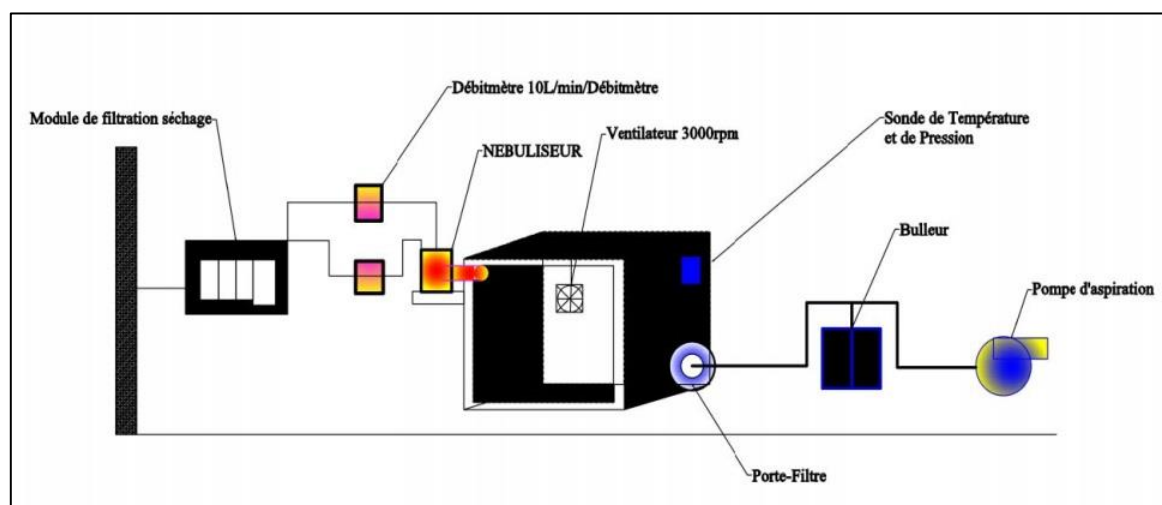 Débitmètre 10L/min/Débitmètre
Module de filtration séchage
Ventilateur 3000rpm
Sonde de Température
et de Pression
NEBULISEUR
Bulleur
Pompe d'aspiration
Porte-Filtre